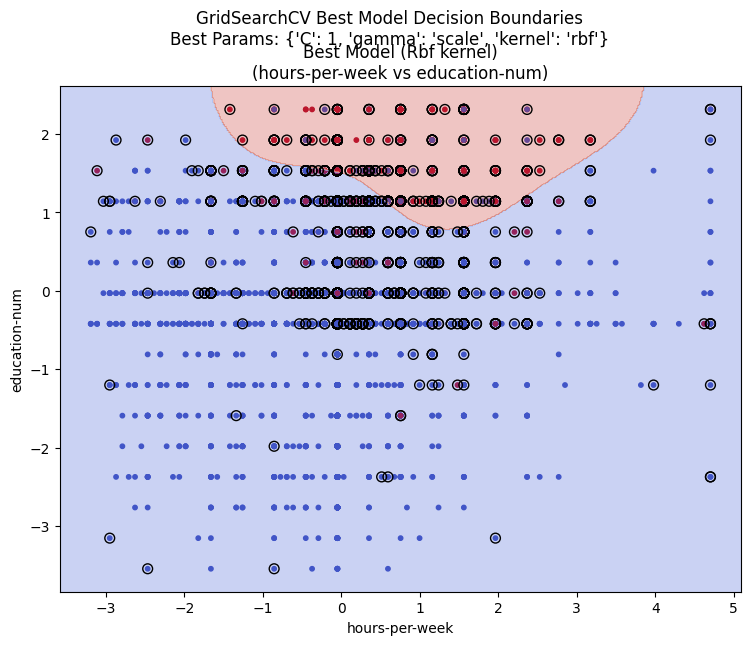 GridSearchCV Best Model Decision Boundaries
Best Params: {'C': 1, 'gamma': 'scale', 'kernel': 'rbf'}
Best Model (Rbf kernel)
(hours-per-week vs education-num)
2
1
0
−1
−2
−3
education-num
−3 −2 −1 0 1 2 3 4 5
hours-per-week